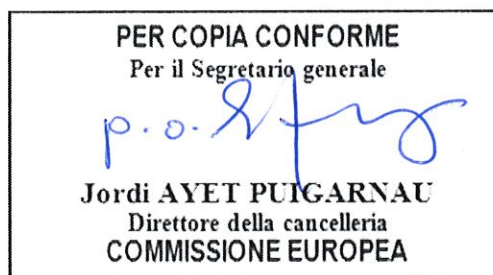 PER COPIA CONFORME
Per il Segretario generale
p.o.
Jordi AYET PUIGARNAU
Direttore della cancelleria
COMMISSIONE EUROPEA